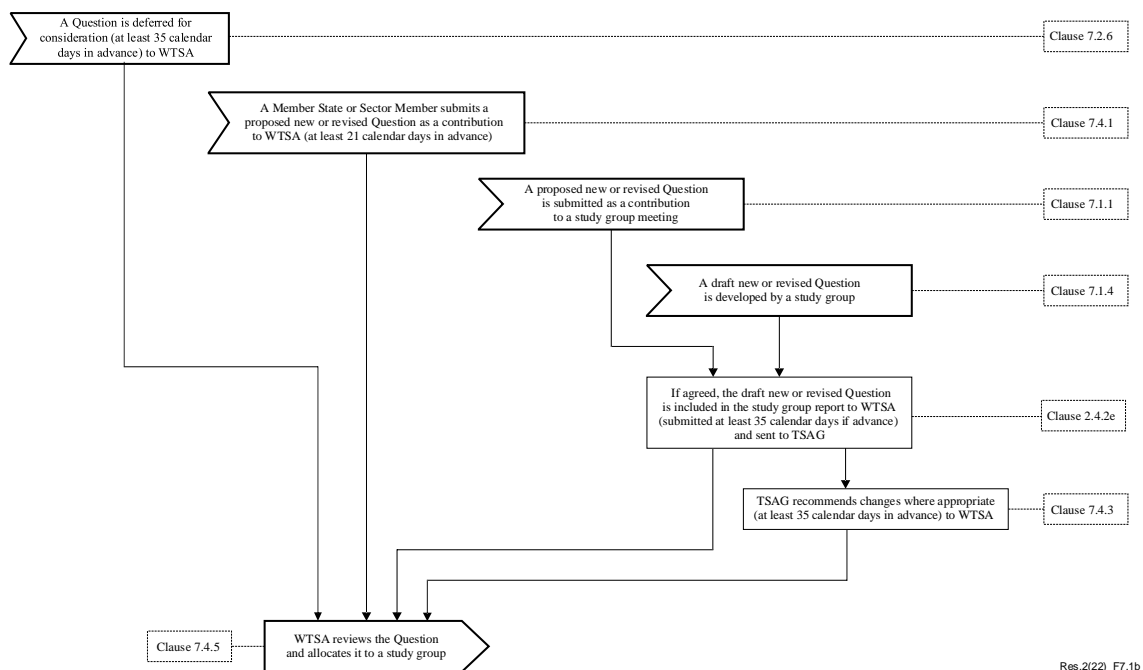 A Question is deferred for
consideration (at least 35 calendar
days in advance) to WTSA
Clause 7.2.6
A Member State or Sector Member submits a
proposed new or revised Question as a contribution
to WTSA (at least 21 calendar days in advance)
Clause 7.4.1
A proposed new or revised Question
is submitted as a contribution
to a study group meeting
Clause 7.1.1
A draft new or revised Question
is developed by a study group
Clause 7.1.4
If agreed, the draft new or revised Question
is included in the study group report to WTSA
(submitted at least 35 calendar days if advance)
and sent to TSAG
Clause 2.4.2e
TSAG recommends changes where appropriate
(at least 35 calendar days in advance) to WTSA
Clause 7.4.3
Clause 7.4.5
WTSA reviews the Question
and allocates it to a study group
Res.2(22)_F7.1b